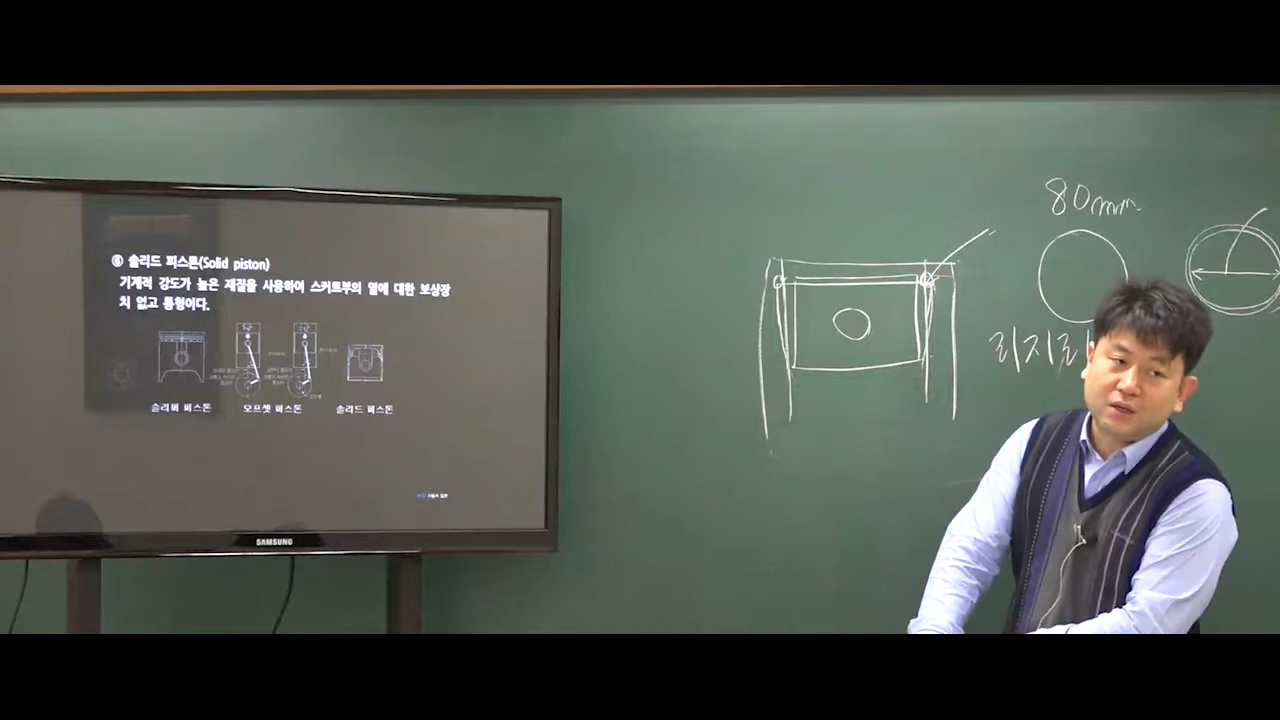 ⑥ 솔리드 피스톤(Solid piston)
기계적 강도가 높은 재질을 사용하여 스커트부의 열에 대한 보상장
치 없고 통형이다.
슬리퍼 피스톤
오프셋 피스톤
솔리드 피스톤
SAMSUNG
80mm